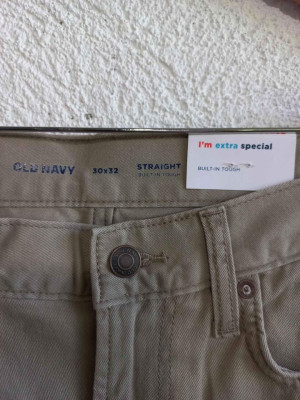 I'm extra special
OLD NAVY 30x32 STRAIGHT
BUILT-IN TOUGH
BUILT-IN TOUGH